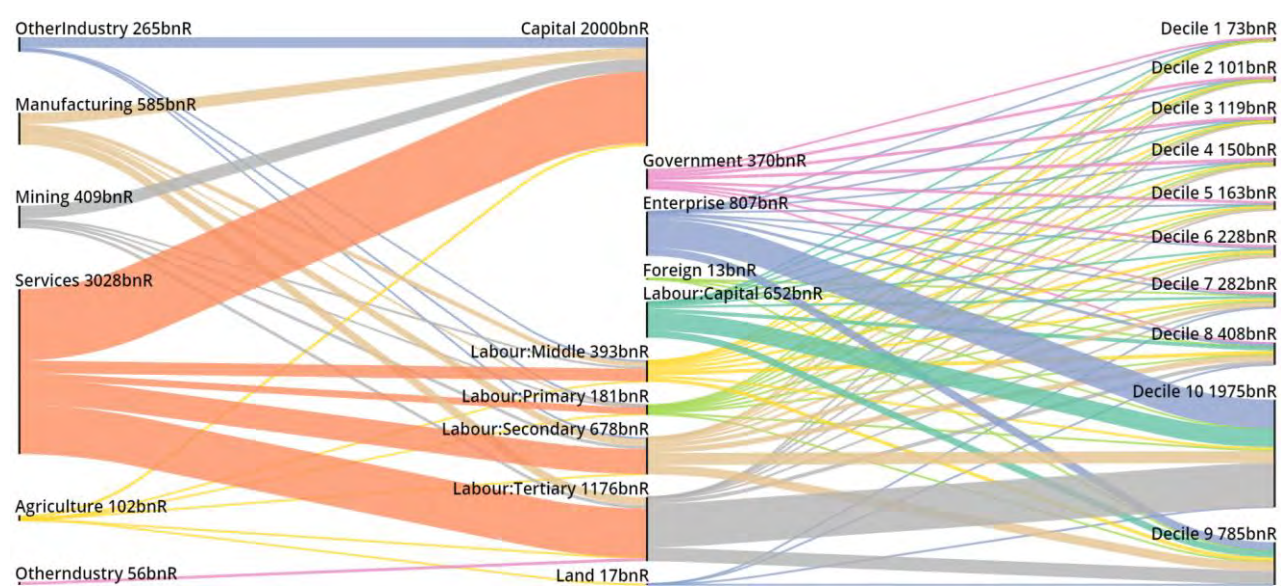 OtherIndustry 265bnR
Manufacturing 585bnR
Mining 409bnR
Services 3028bnR
Agriculture 102bnR
Otherndustry 56bnR
Capital 2000bnR
Government 370bnR
Enterprise 807bnR
Foreign 13bnR
Labour:Capital 652bnR
Labour:Middle 393bnR
Labour:Primary 181bnR
Labour:Secondary 678bnR
Labour:Tertiary 1176bnR
Land 17bnR
Decile 1 73bnR
Decile 2 101bnR
Decile 3 119bnR
Decile 4 150bnR
Decile 5 163bnR
Decile 6 228bnR
Decile 7 282bnR
Decile 8 408bnR
Decile 10 1975bnR
Decile 9 785bnR